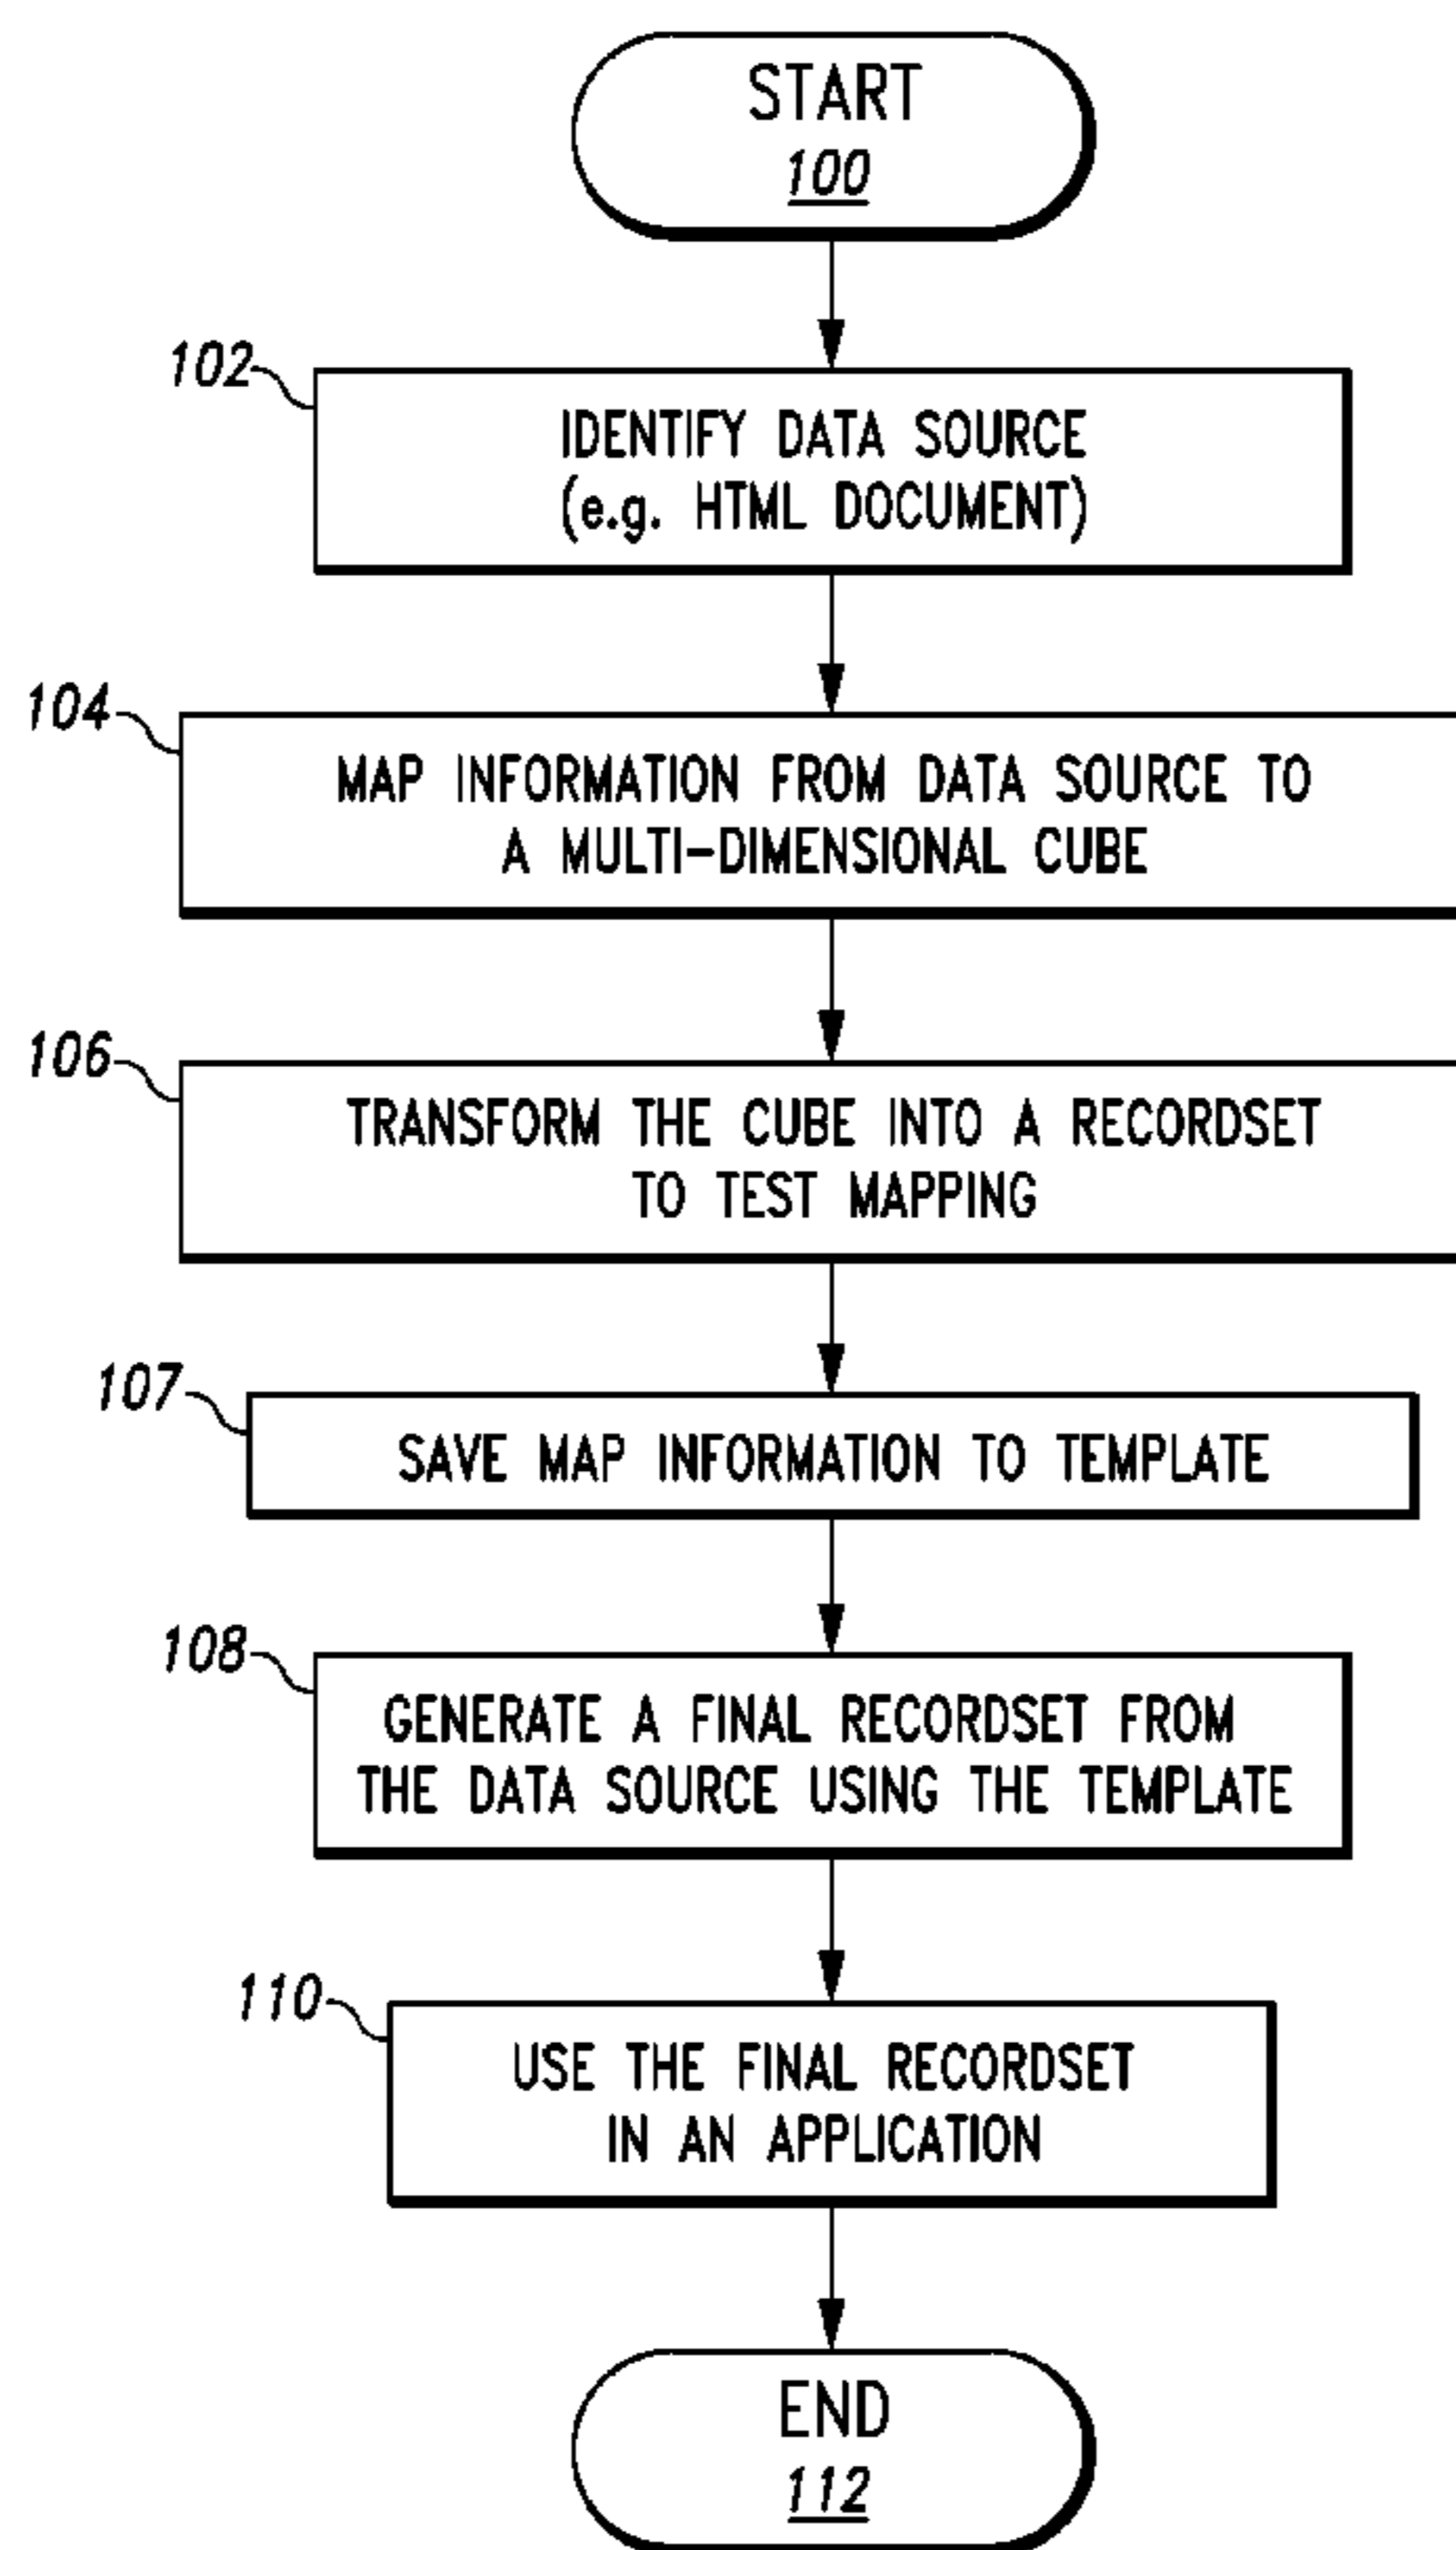 START
100
102
IDENTIFY DATA SOURCE
(e.g. HTML DOCUMENT)
104
MAP INFORMATION FROM DATA SOURCE TO
A MULTI-DIMENSIONAL CUBE
106
TRANSFORM THE CUBE INTO A RECORDSET
TO TEST MAPPING
107
SAVE MAP INFORMATION TO TEMPLATE
108
GENERATE A FINAL RECORDSET FROM
THE DATA SOURCE USING THE TEMPLATE
110
USE THE FINAL RECORDSET
IN AN APPLICATION
END
112